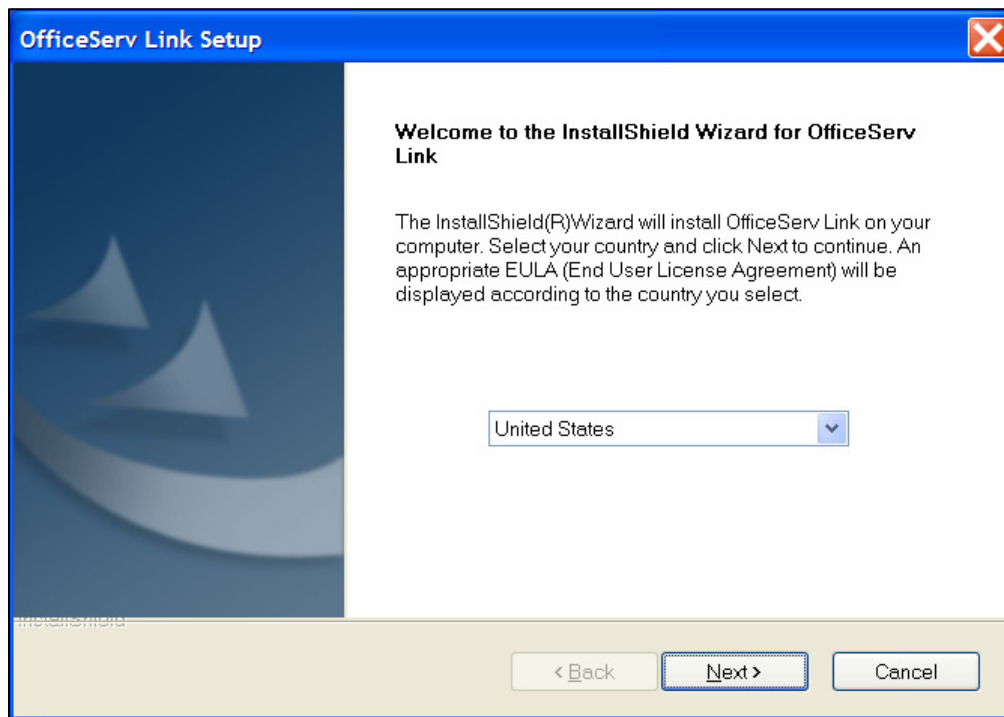 OfficeServ Link Setup
Welcome to the InstallShield Wizard for OfficeServ
Link
The InstallShield(R)Wizard will install OfficeServ Link on your
computer. Select your country and click Next to continue. An
appropriate EULA (End User License Agreement) will be
displayed according to the country you select.
United States
InstallShield
< Back Next > Cancel